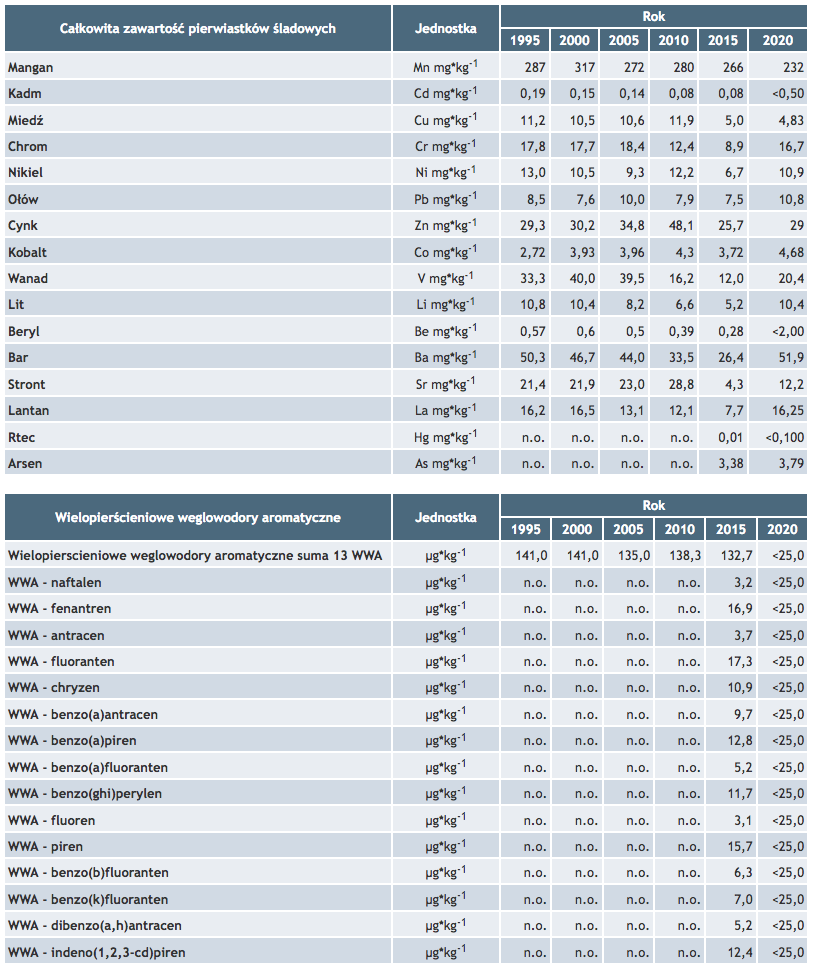 Całkowita zawartość pierwiastków śladowych Jednostka Rok
1995 2000 2005 2010 2015 2020
Mangan Mn mg*kg-1 287 317 272 280 266 232
Kadm Cd mg*kg-1 0,19 0,15 0,14 0,08 0,08 <0,50
Miedź Cu mg*kg-1 11,2 10,5 10,6 11,9 5,0 4,83
Chrom Cr mg*kg-1 17,8 17,7 18,4 12,4 8,9 16,7
Nikiel Ni mg*kg-1 13,0 10,5 9,3 12,2 6,7 10,9
Ołów Pb mg*kg-1 8,5 7,6 10,0 7,9 7,5 10,8
Cynk Zn mg*kg-1 29,3 30,2 34,8 48,1 25,7 29
Kobalt Co mg*kg-1 2,72 3,93 3,96 4,3 3,72 4,68
Wanad V mg*kg-1 33,3 40,0 39,5 16,2 12,0 20,4
Lit Li mg*kg-1 10,8 10,4 8,2 6,6 5,2 10,4
Beryl Be mg*kg-1 0,57 0,6 0,5 0,39 0,28 <2,00
Bar Ba mg*kg-1 50,3 46,7 44,0 33,5 26,4 51,9
Stront Sr mg*kg-1 21,4 21,9 23,0 28,8 4,3 12,2
Lantan La mg*kg-1 16,2 16,5 13,1 12,1 7,7 16,25
Rtec Hg mg*kg-1 n.o. n.o. n.o. n.o. 0,01 <0,100
Arsen As mg*kg-1 n.o. n.o. n.o. n.o. 3,38 3,79
Wielopierścieniowe weglowodory aromatyczne Jednostka Rok
1995 2000 2005 2010 2015 2020
Wielopierscieniowe weglowodory aromatyczne suma 13 WWA µg*kg-1 141,0 141,0 135,0 138,3 132,7 <25,0
WWA - naftalen µg*kg-1 n.o. n.o. n.o. n.o. 3,2 <25,0
WWA - fenantren µg*kg-1 n.o. n.o. n.o. n.o. 16,9 <25,0
WWA - antracen µg*kg-1 n.o. n.o. n.o. n.o. 3,7 <25,0
WWA - fluoranten µg*kg-1 n.o. n.o. n.o. n.o. 17,3 <25,0
WWA - chryzen µg*kg-1 n.o. n.o. n.o. n.o. 10,9 <25,0
WWA - benzo(a)antracen µg*kg-1 n.o. n.o. n.o. n.o. 9,7 <25,0
WWA - benzo(a)piren µg*kg-1 n.o. n.o. n.o. n.o. 12,8 <25,0
WWA - benzo(a)fluoranten µg*kg-1 n.o. n.o. n.o. n.o. 5,2 <25,0
WWA - benzo(ghi)perylen µg*kg-1 n.o. n.o. n.o. n.o. 11,7 <25,0
WWA - fluoren µg*kg-1 n.o. n.o. n.o. n.o. 3,1 <25,0
WWA - piren µg*kg-1 n.o. n.o. n.o. n.o. 15,7 <25,0
WWA - benzo(b)fluoranten µg*kg-1 n.o. n.o. n.o. n.o. 6,3 <25,0
WWA - benzo(k)fluoranten µg*kg-1 n.o. n.o. n.o. n.o. 7,0 <25,0
WWA - dibenzo(a,h)antracen µg*kg-1 n.o. n.o. n.o. n.o. 5,2 <25,0
WWA - indeno(1,2,3-cd)piren µg*kg-1 n.o. n.o. n.o. n.o. 12,4 <25,0